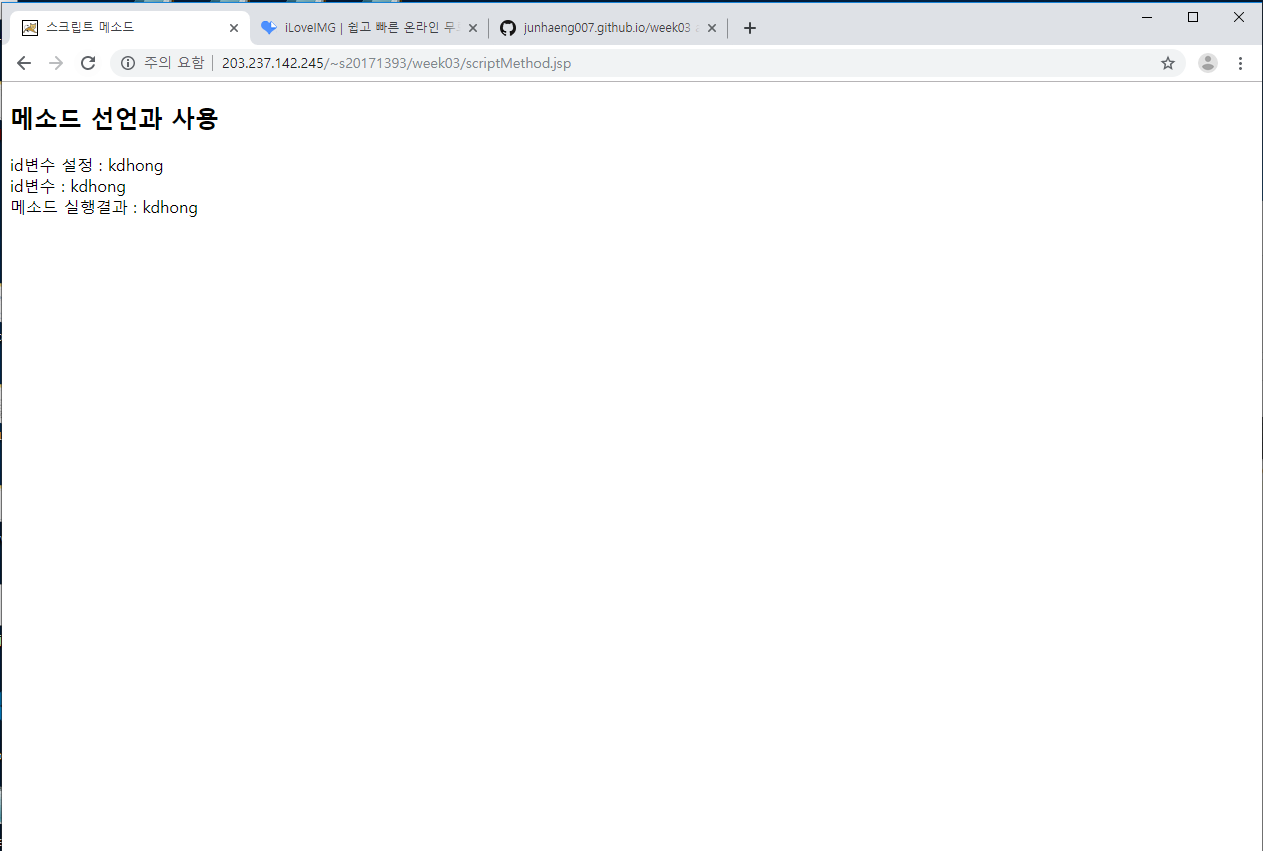 스크립트 메소드
iLoveIMG | 쉽고 빠른 온라인 무
junhaeng007.github.io/week03
주의 요함 | 203.237.142.245/~s20171393/week03/scriptMethod.jsp
메소드 선언과 사용
id변수 설정 : kdhong
id변수 : kdhong
메소드 실행결과 : kdhong